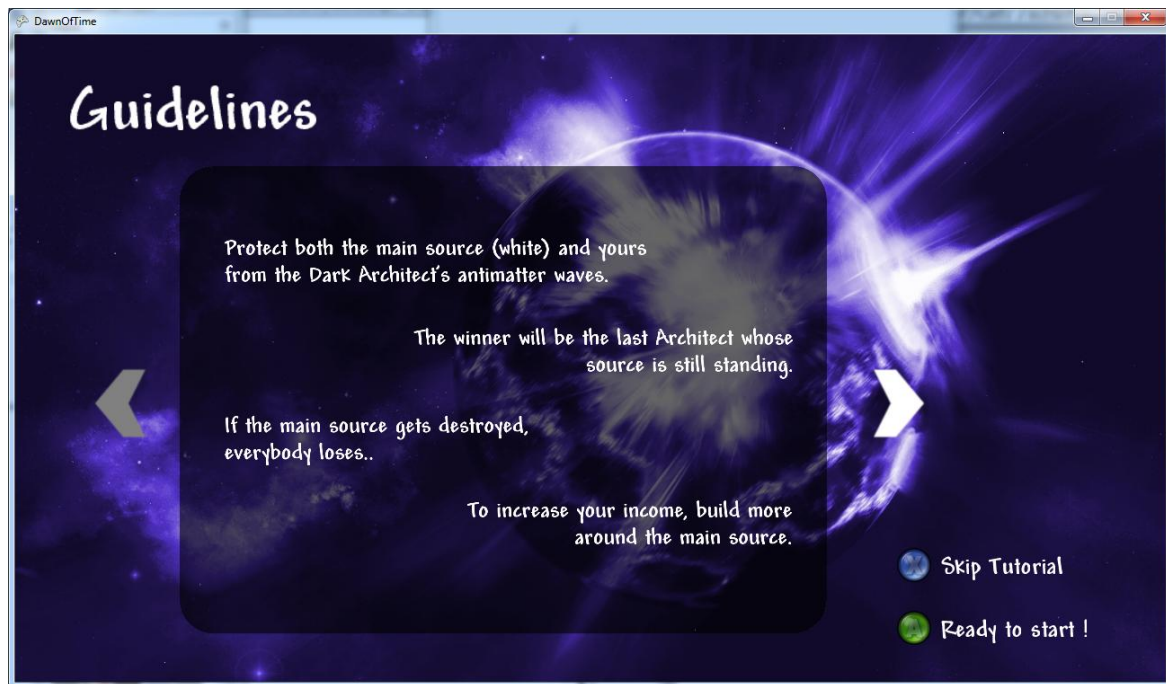 DawnOfTime
Guidelines
Protect both the main source (white) and yours
from the Dark Architect's antimatter waves.
The winner will be the last Architect whose
source is still standing.
If the main source gets destroyed,
everybody loses..
To increase your income, build more
around the main source.
X Skip Tutorial
A Ready to start !